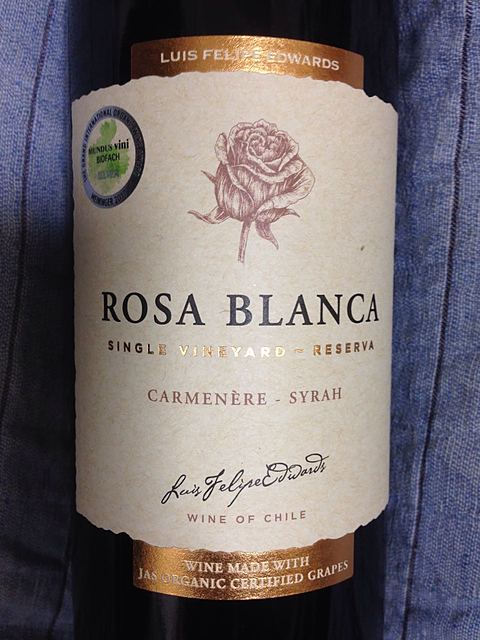 LUIS FELIPE EDWARDS
MUNDUS vini
BIOFACH
ROSA BLANCA
SINGLE VINEYARD ~ RESERVA
CARMENÈRE - SYRAH
Luis Felipe Edwards
WINE OF CHILE
WINE MADE WITH
JAS ORGANIC CERTIFIED GRAPES